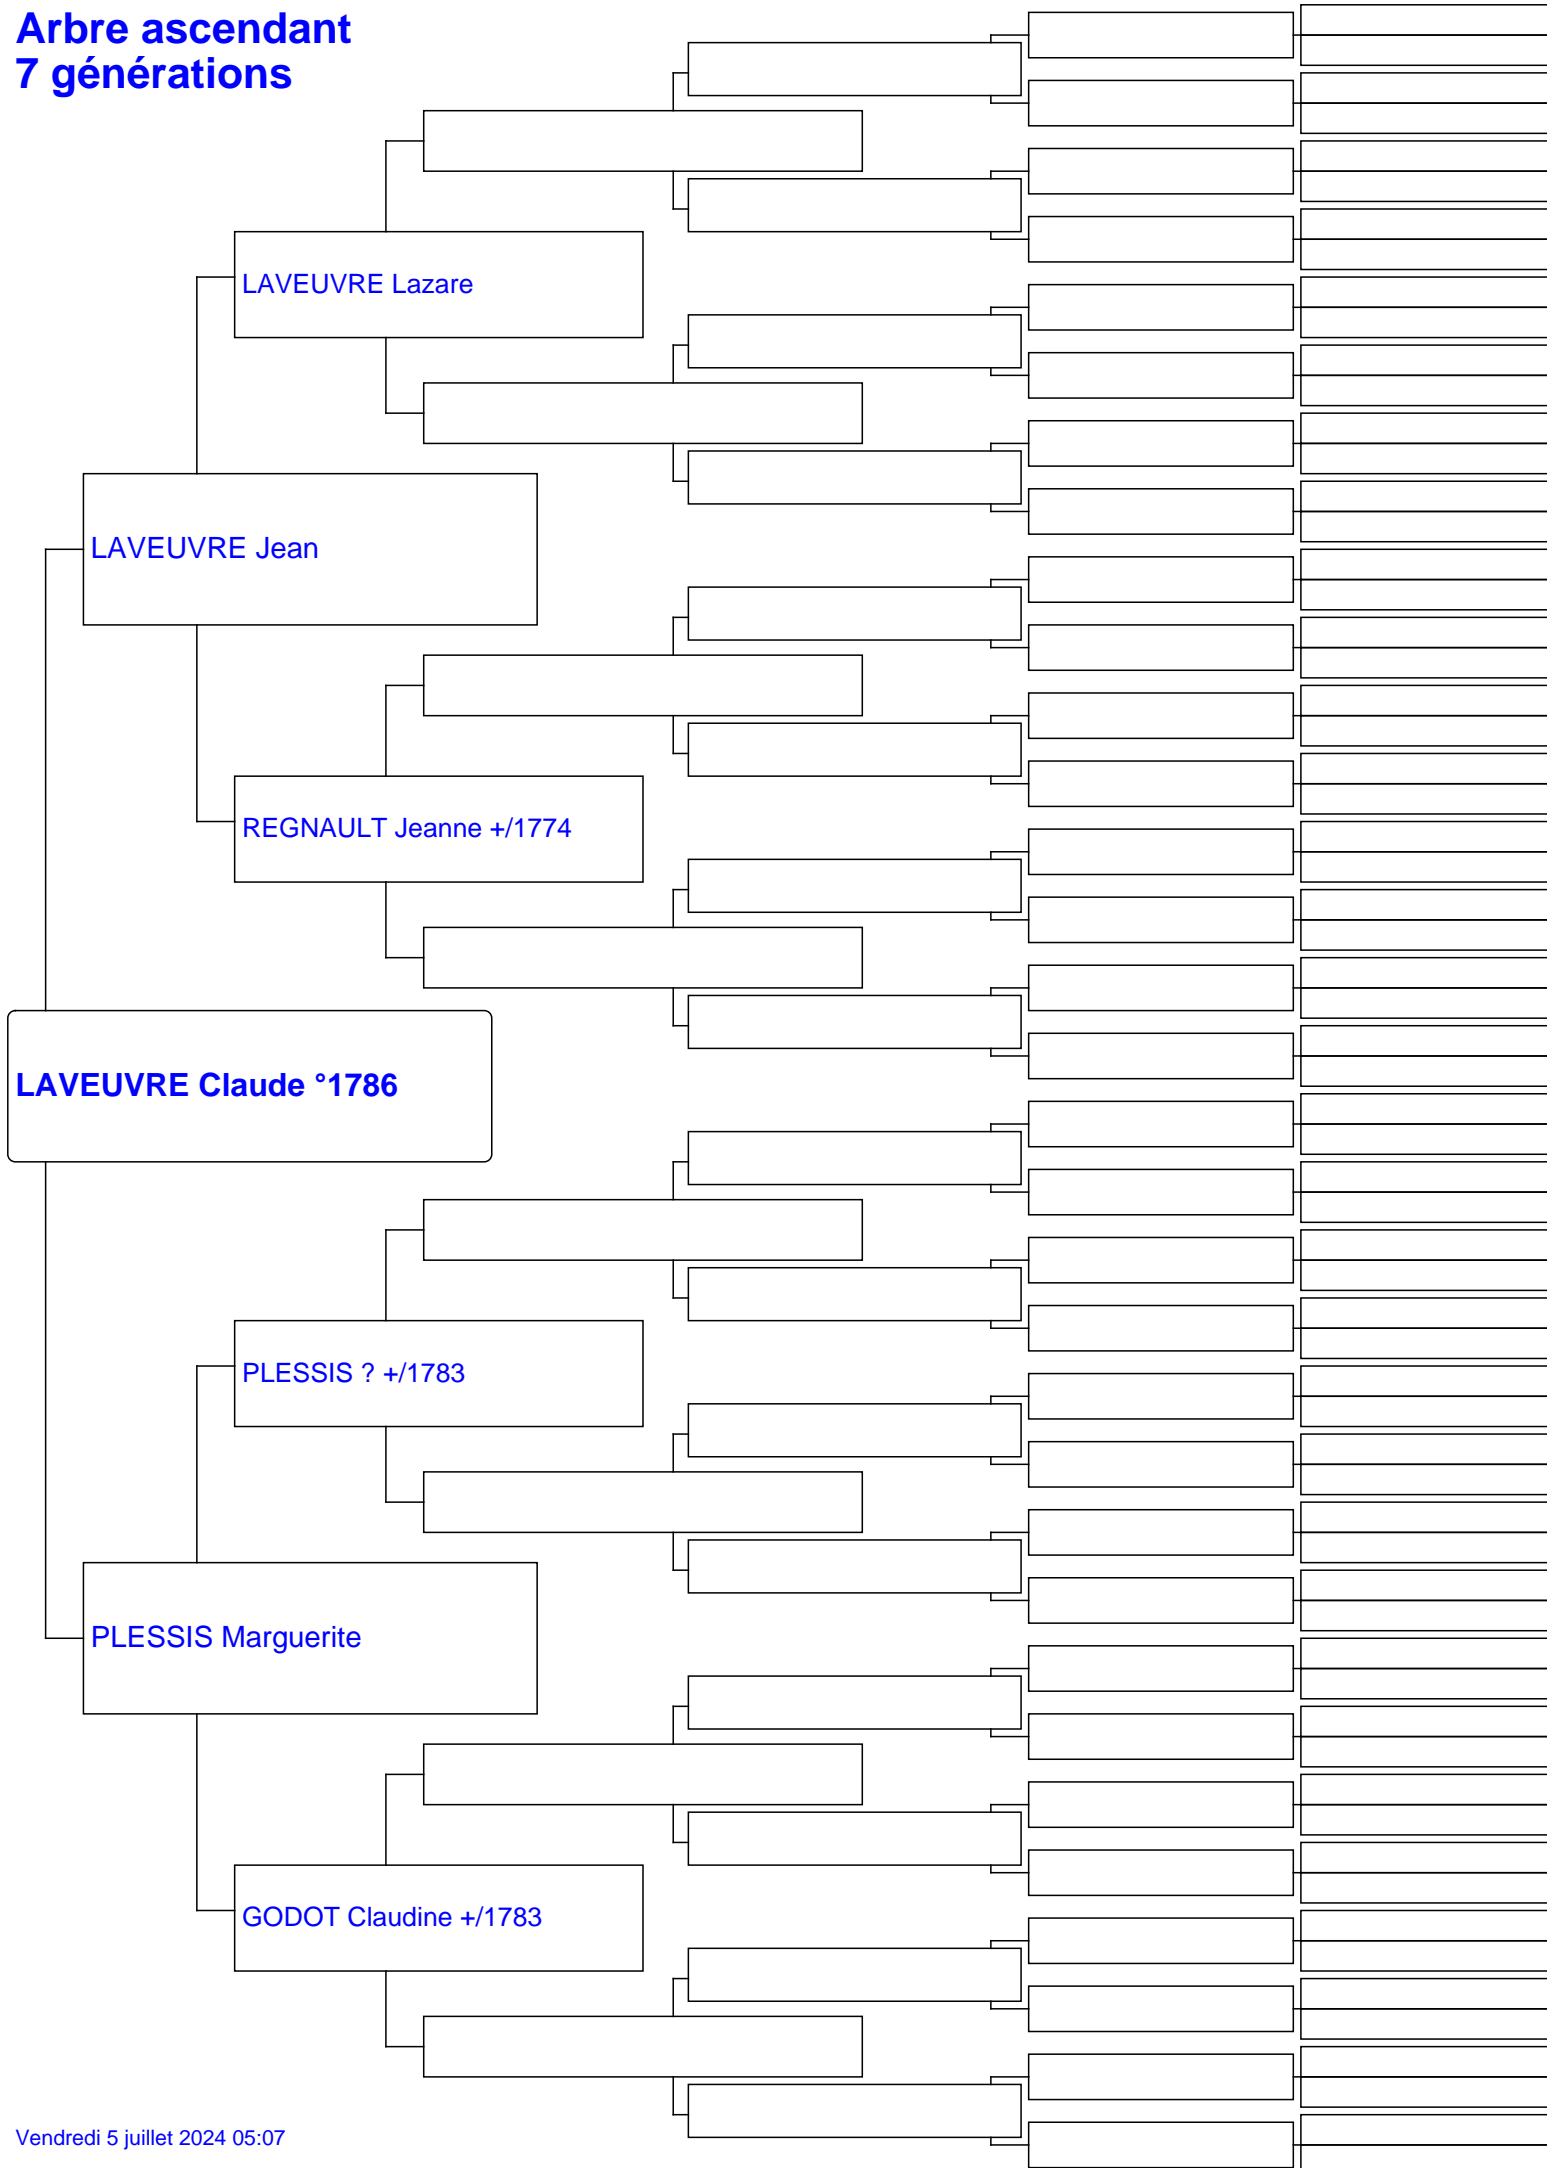 Arbre ascendant
7 générations
LAVEUVRE Lazare
LAVEUVRE Jean
REGNAULT Jeanne +/1774
LAVEUVRE Claude °1786
PLESSIS ? +/1783
PLESSIS Marguerite
GODOT Claudine +/1783
Vendredi 5 juillet 2024 05:07